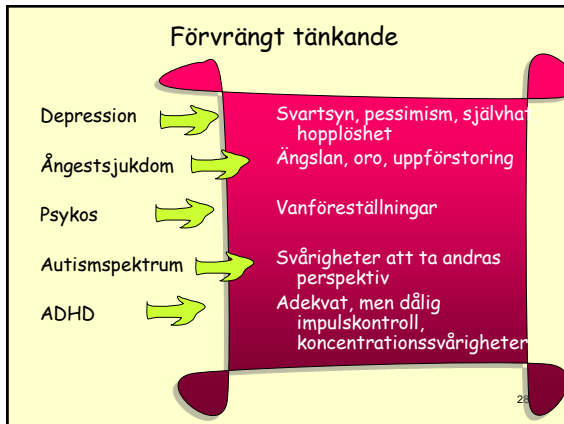 Förvrängt tänkande
Depression
Svartsyn, pessimism, självhat
hopplöshet
Ångestsjukdom
Ängslan, oro, uppförstoring
Psykos
Vanföreställningar
Autismspektrum
Svårigheter att ta andras
perspektiv
ADHD
Adekvat, men dålig
impulskontroll,
koncentrationssvårigheter
28